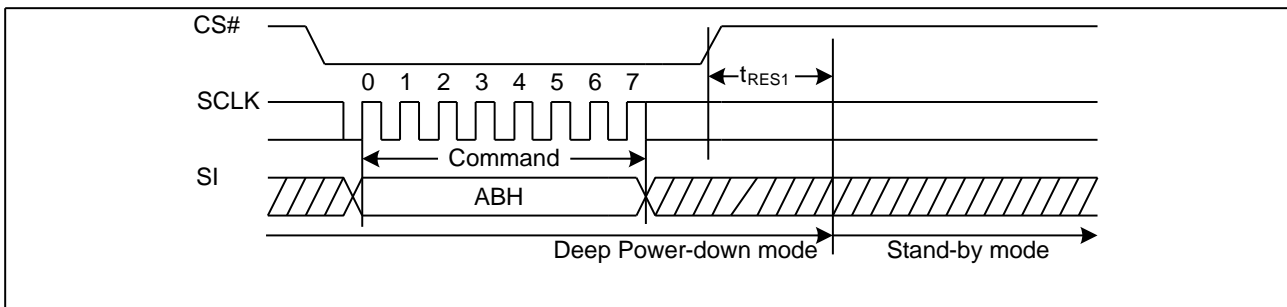 CS#
tRES1
0 1 2 3 4 5 6 7
SCLK
Command
SI
ABH
Deep Power-down mode Stand-by mode